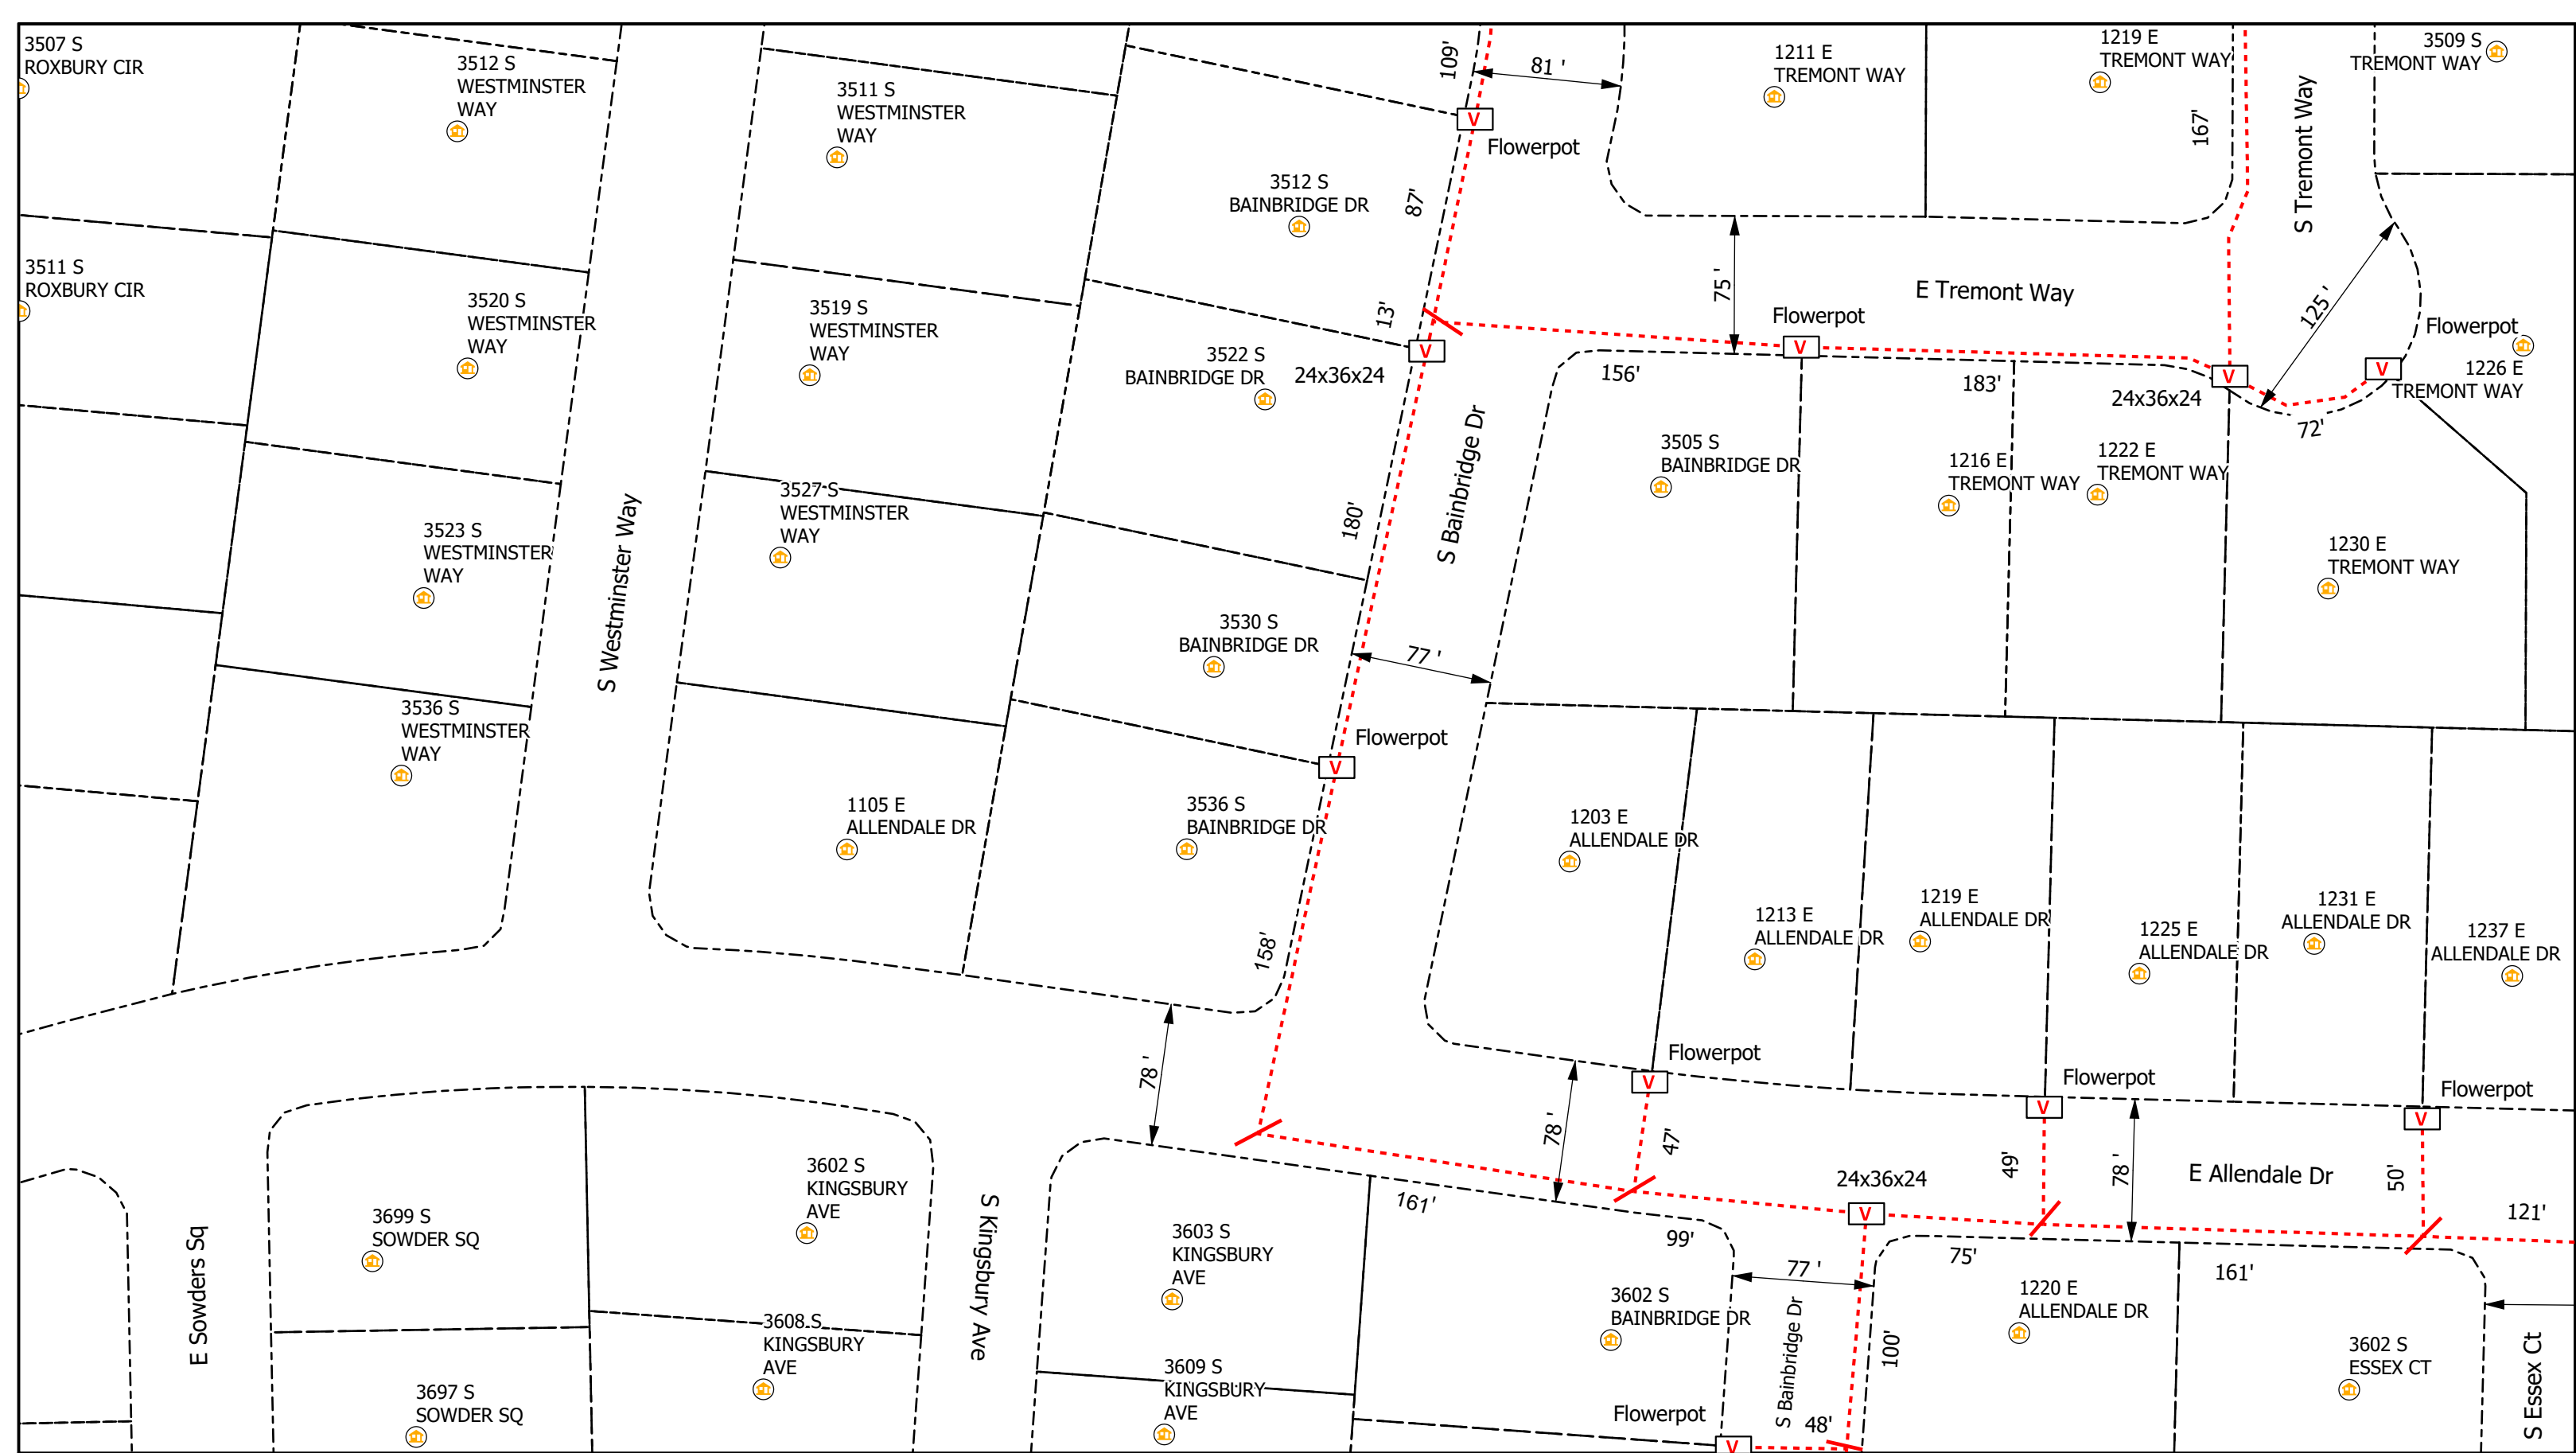 3507 S
ROXBURY CIR
3512 S
WESTMINSTER
WAY
3511 S
WESTMINSTER
WAY
109'
81 '
1211 E
TREMONT WAY
1219 E
TREMONT WAY
3509 S
TREMONT WAY
167'
S Tremont Way
V
Flowerpot
3512 S
BAINBRIDGE DR
87'
3511 S
ROXBURY CIR
3520 S
WESTMINSTER
WAY
3519 S
WESTMINSTER
WAY
13'
75 '
E Tremont Way
125 '
Flowerpot
V
Flowerpot
3522 S
BAINBRIDGE DR
24x36x24
V
156'
183'
24x36x24
V
V
1226 E
TREMONT WAY
72'
3505 S
BAINBRIDGE DR
1216 E
TREMONT WAY
1222 E
TREMONT WAY
S Bainbridge Dr
180'
3523 S
WESTMINSTER
WAY
S Westminster Way
3527 S
WESTMINSTER
WAY
1230 E
TREMONT WAY
3530 S
BAINBRIDGE DR
77 '
3536 S
WESTMINSTER
WAY
Flowerpot
V
1105 E
ALLENDALE DR
3536 S
BAINBRIDGE DR
1203 E
ALLENDALE DR
158'
1213 E
ALLENDALE DR
1219 E
ALLENDALE DR
1225 E
ALLENDALE DR
1231 E
ALLENDALE DR
1237 E
ALLENDALE DR
78 '
Flowerpot
V
78 '
47'
Flowerpot
V
Flowerpot
V
49'
78 '
E Allendale Dr
50'
121'
24x36x24
V
161'
99'
75'
161'
E Sowders Sq
3699 S
SOWDER SQ
3602 S
KINGSBURY
AVE
S Kingsbury Ave
3603 S
KINGSBURY
AVE
3602 S
BAINBRIDGE DR
77 '
S Bainbridge Dr
100'
1220 E
ALLENDALE DR
3602 S
ESSEX CT
S Essex Ct
3697 S
SOWDER SQ
3608 S
KINGSBURY
AVE
3609 S
KINGSBURY
AVE
Flowerpot
V
48'